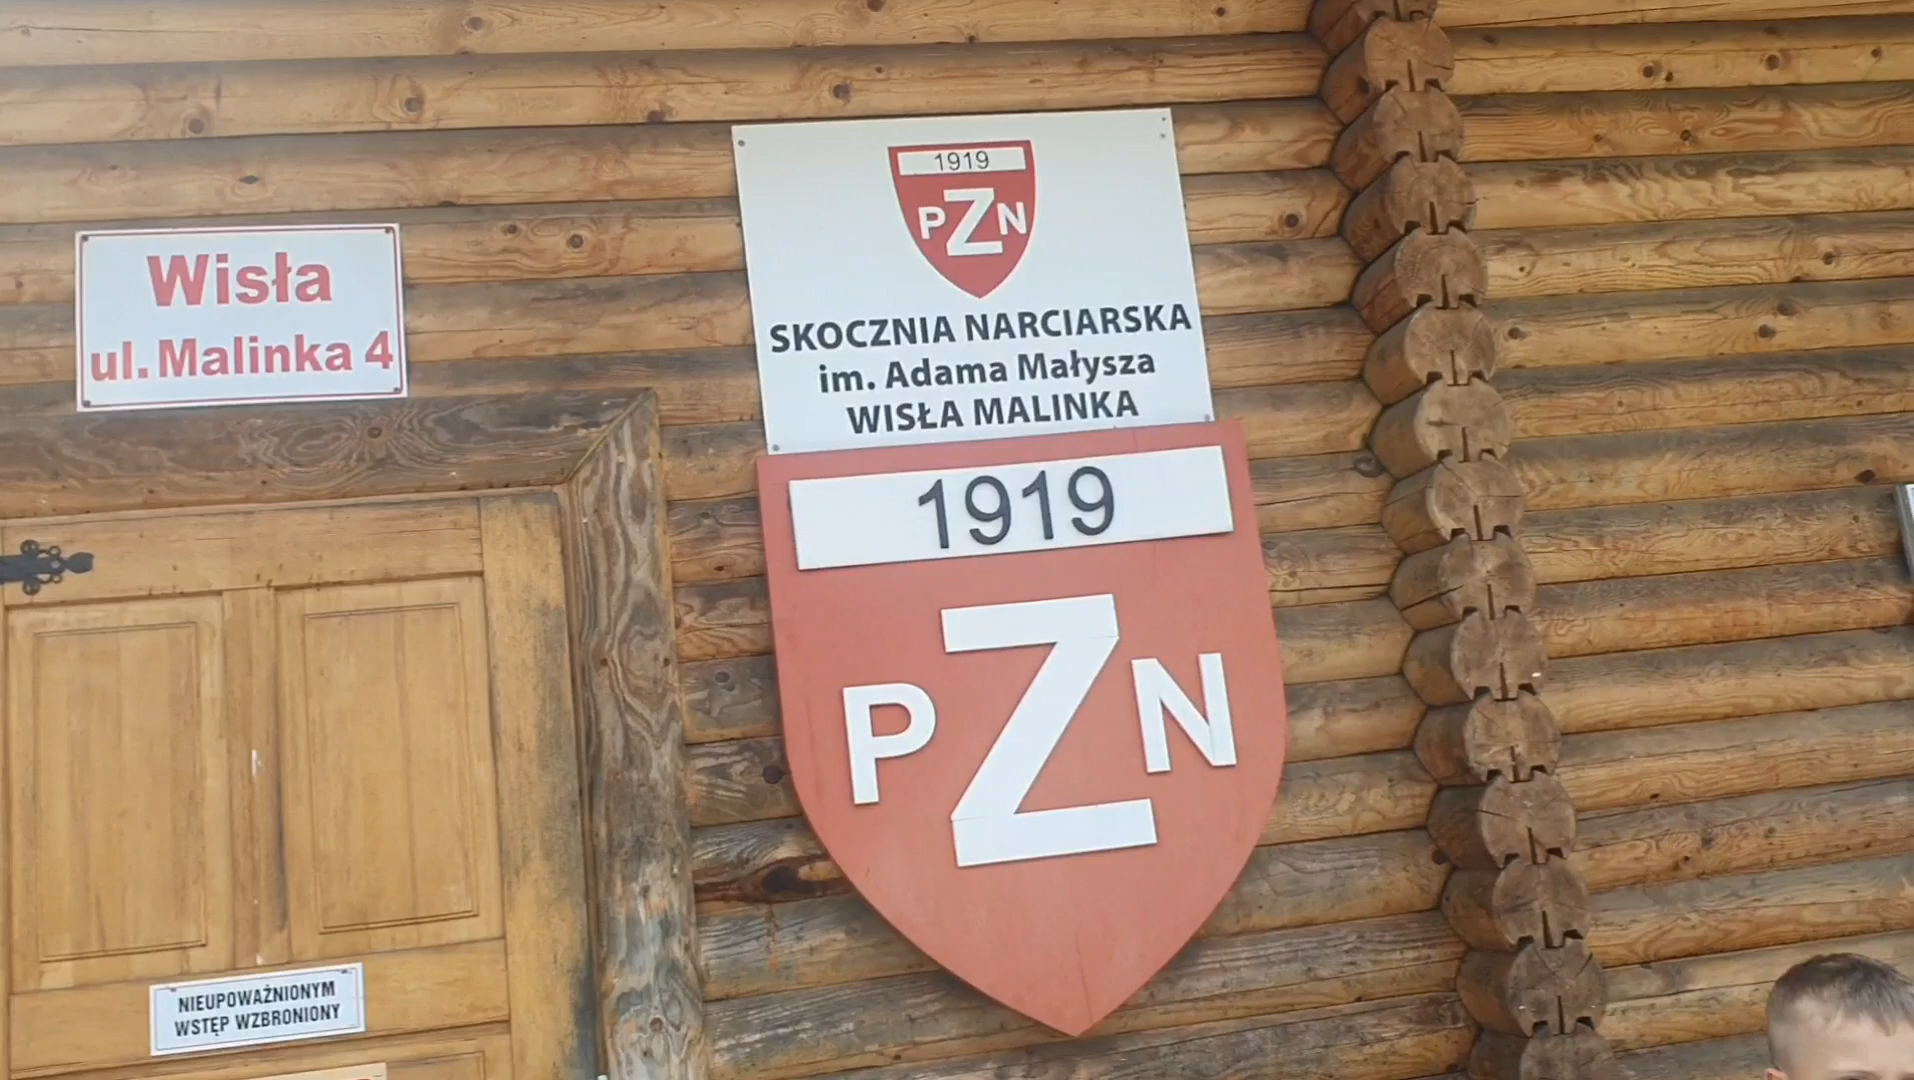 Wisła
ul. Malinka 4
1919
PZN
SKOCZNIA NARCIARSKA
im. Adama Małysza
WISŁA MALINKA
1919
PZN
NIEUPOWAŻNIONYM
WSTĘP WZBRONIONY